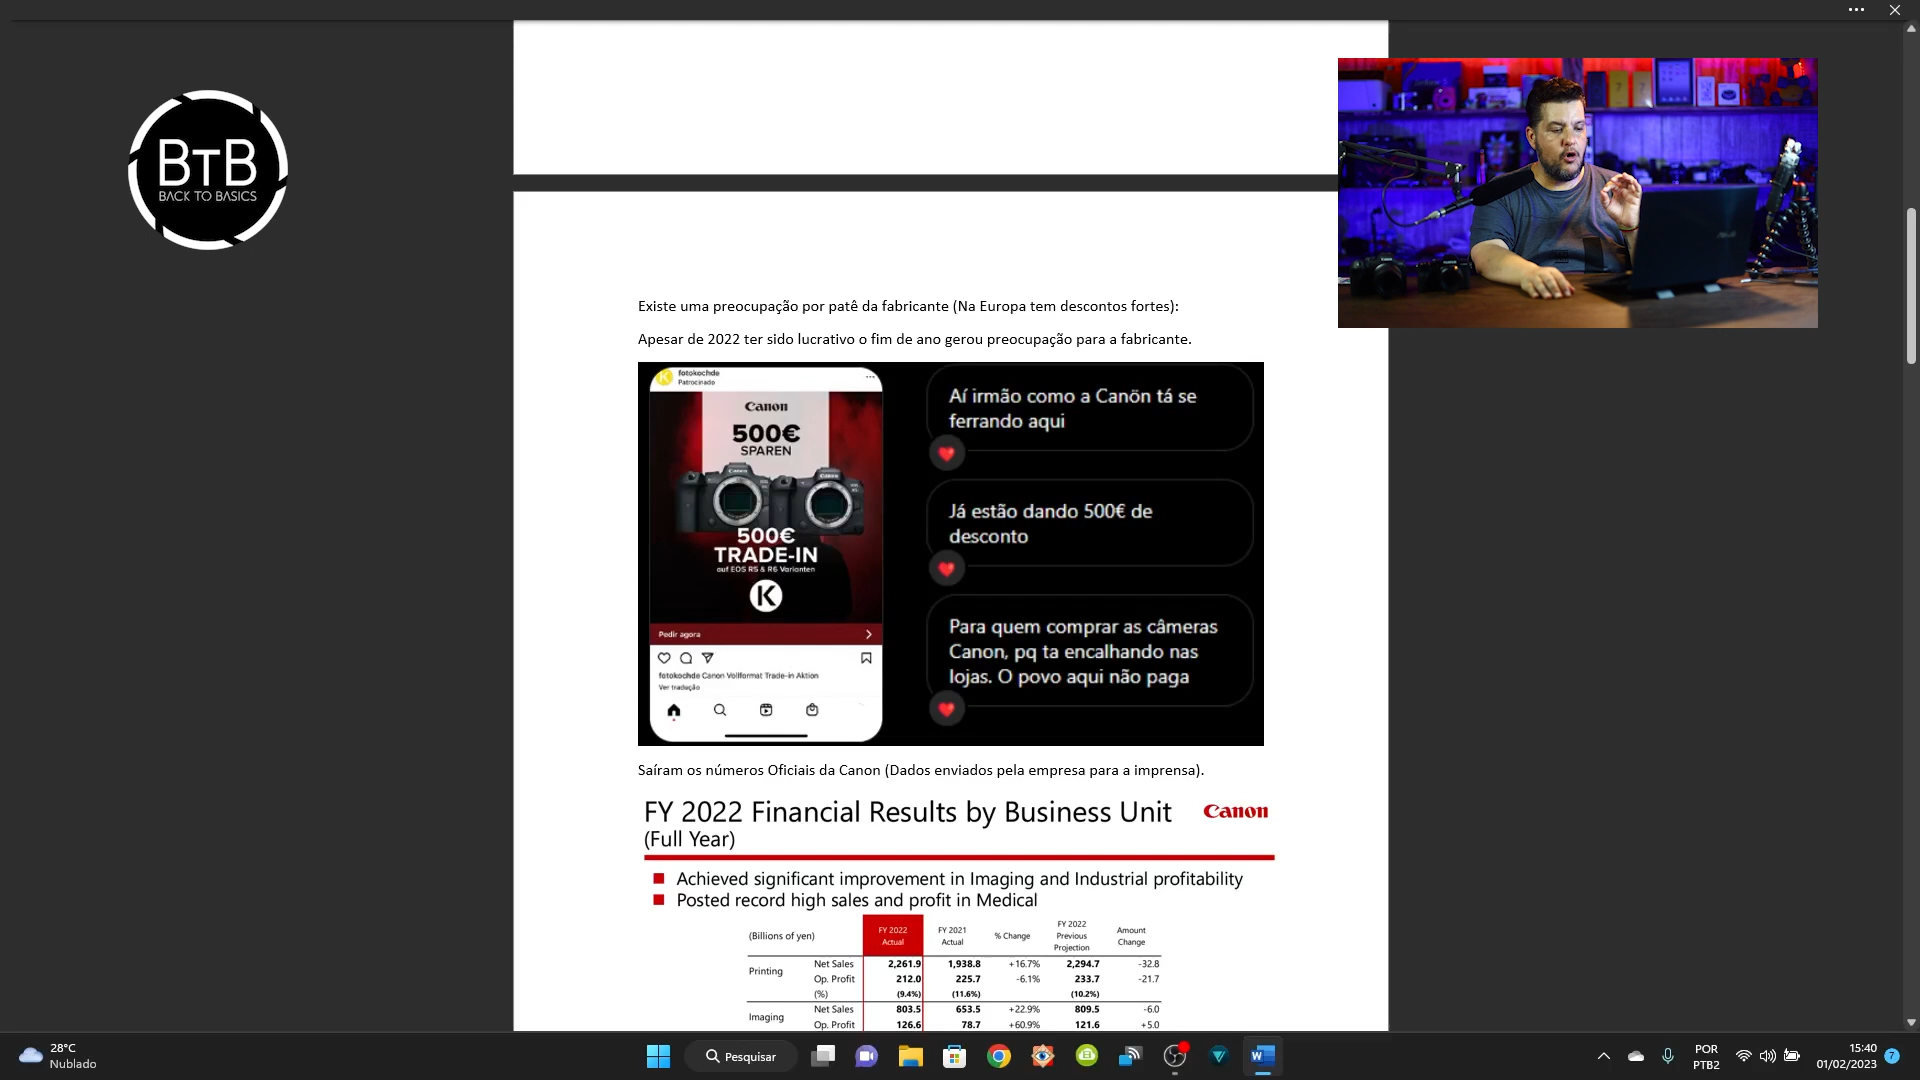 BTB
BACK TO BASICS
Existe uma preocupação por patê da fabricante (Na Europa tem descontos fortes):
Apesar de 2022 ter sido lucrativo o fim de ano gerou preocupação para a fabricante.
fotokochde
Patrocinado
Canon
500€
SPAREN
500€
TRADE-IN
auf EOS R5 & R6 Varianten
K
Pedir agora
fotokochde Canon Vollformat Trade-in Aktion
Ver tradução
Aí irmão como a Canön tá se
ferrando aqui
Já estão dando 500€ de
desconto
Para quem comprar as câmeras
Canon, pq ta encalhando nas
lojas. O povo aqui não paga
Saíram os números Oficiais da Canon (Dados enviados pela empresa para a imprensa).
FY 2022 Financial Results by Business Unit
Canon
(Full Year)
Achieved significant improvement in Imaging and Industrial profitability
Posted record high sales and profit in Medical
(Billions of yen) FY 2022 Actual FY 2021 Actual % Change FY 2022 Previous Projection Amount Change
Printing Net Sales 2,261.9 1,938.8 +16.7% 2,294.7 -32.8
Op. Profit 212.0 225.7 -6.1% 233.7 -21.7
(%) (9.4%) (11.6%) (10.2%)
Imaging Net Sales 803.5 653.5 +22.9% 809.5 -6.0
Op. Profit 126.6 78.7 +60.9% 121.6 +5.0
28°C
Nublado
Pesquisar
POR
PTB2
15:40
01/02/2023
7